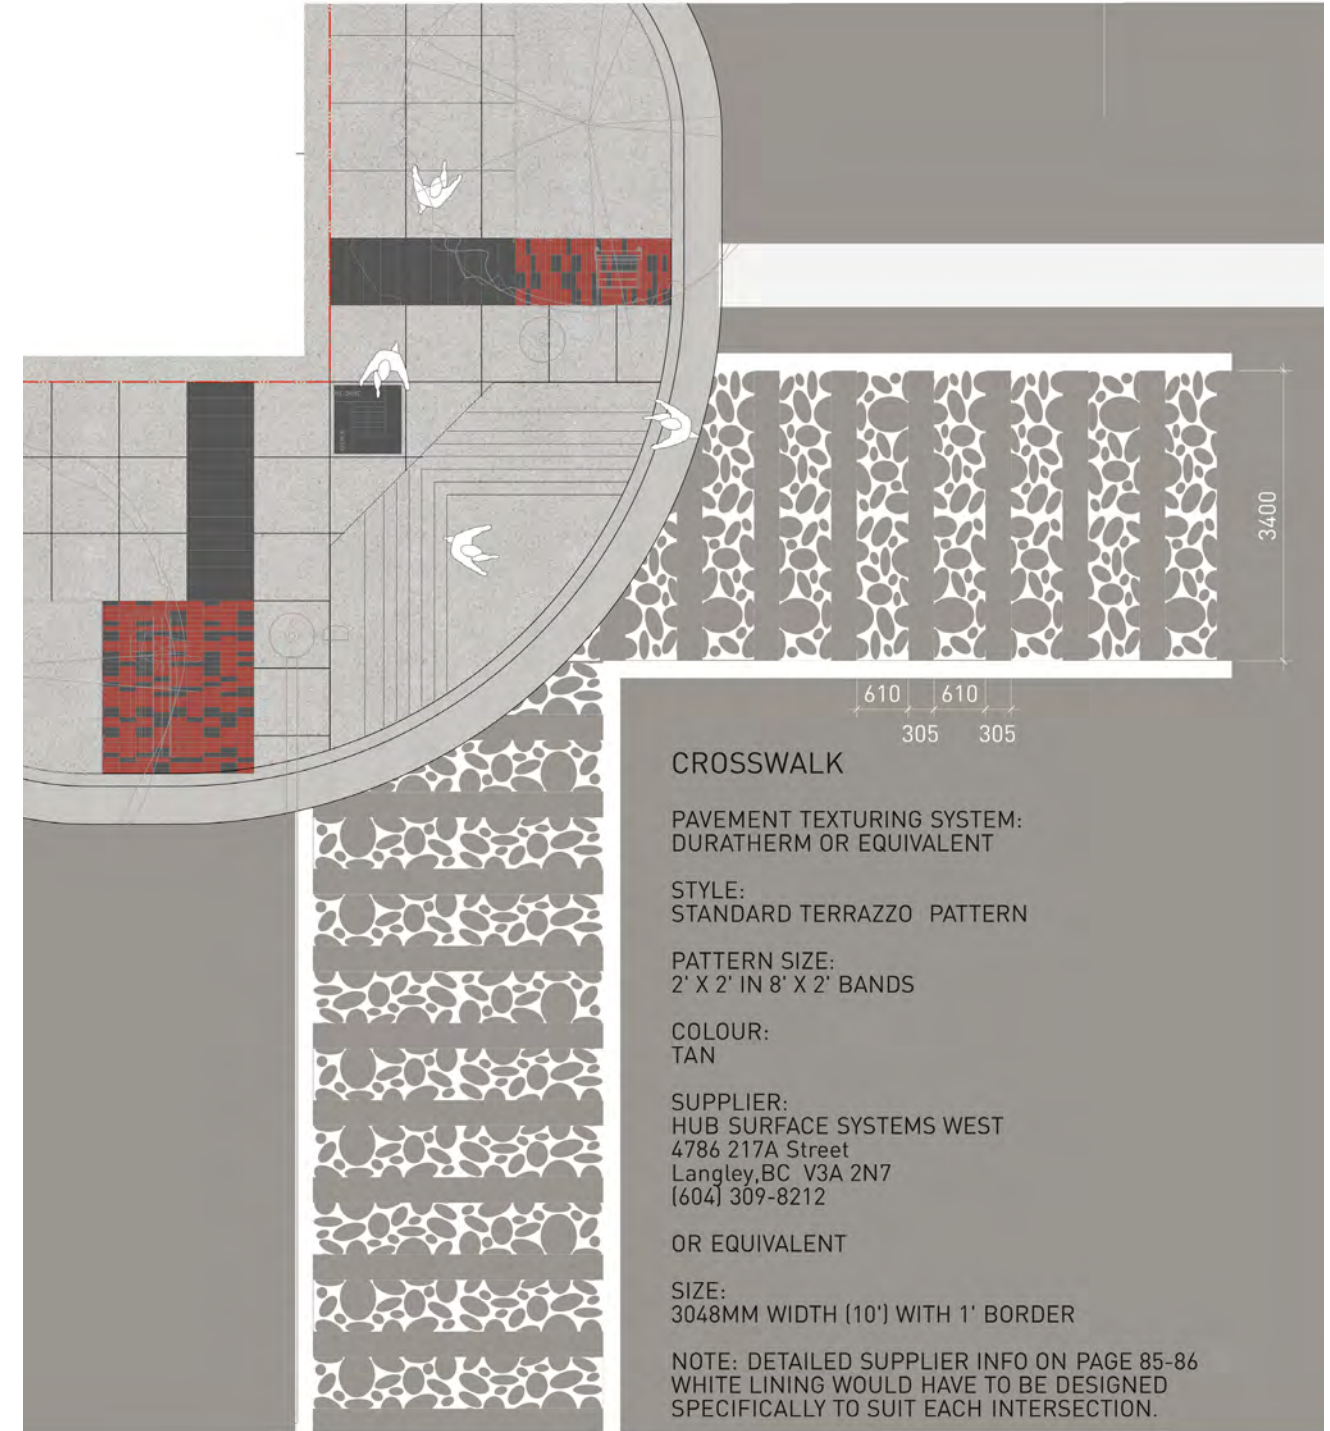 3400
610
610
305
305
CROSSWALK
PAVEMENT TEXTURING SYSTEM:
DURATHERM OR EQUIVALENT
STYLE:
STANDARD TERRAZZO PATTERN
PATTERN SIZE:
2' X 2' IN 8' X 2' BANDS
COLOUR:
TAN
SUPPLIER:
HUB SURFACE SYSTEMS WEST
4786 217A Street
Langley,BC V3A 2N7
(604) 309-8212
OR EQUIVALENT
SIZE:
3048MM WIDTH (10') WITH 1' BORDER
NOTE: DETAILED SUPPLIER INFO ON PAGE 85-86
WHITE LINING WOULD HAVE TO BE DESIGNED
SPECIFICALLY TO SUIT EACH INTERSECTION.